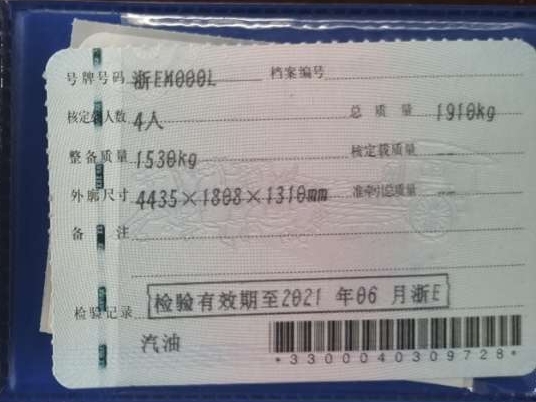 号牌号码 浙EM000L 档案编号
核定载人数 4人 总质量 1910kg
整备质量 1530kg 核定载质量 --
外廓尺寸 4435×1808×1310mm 准牵引总质量 --
备注
检验记录 检验有效期至2021 年06 月浙E
汽油
*3300040309728*